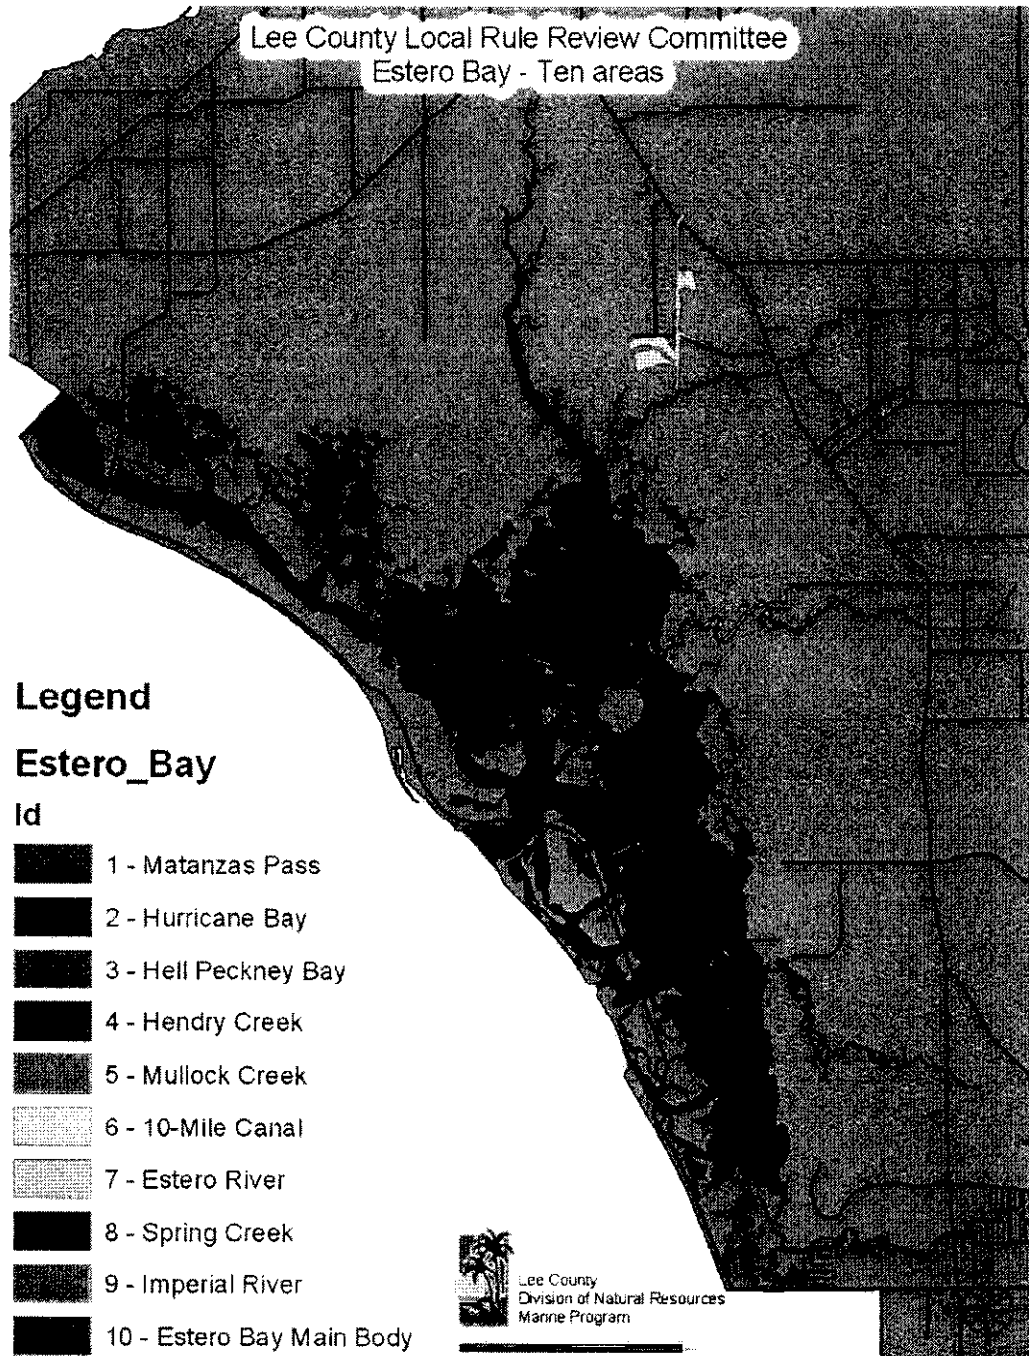 Lee County Local Rule Review Committee
Estero Bay - Ten areas
Legend
Estero_Bay
Id
1 - Matanzas Pass
2 - Hurricane Bay
3 - Hell Peckney Bay
4 - Hendry Creek
5 - Mullock Creek
6 - 10-Mile Canal
7 - Estero River
8 - Spring Creek
9 - Imperial River
10 - Estero Bay Main Body
Lee County
Division of Natural Resources
Marine Program